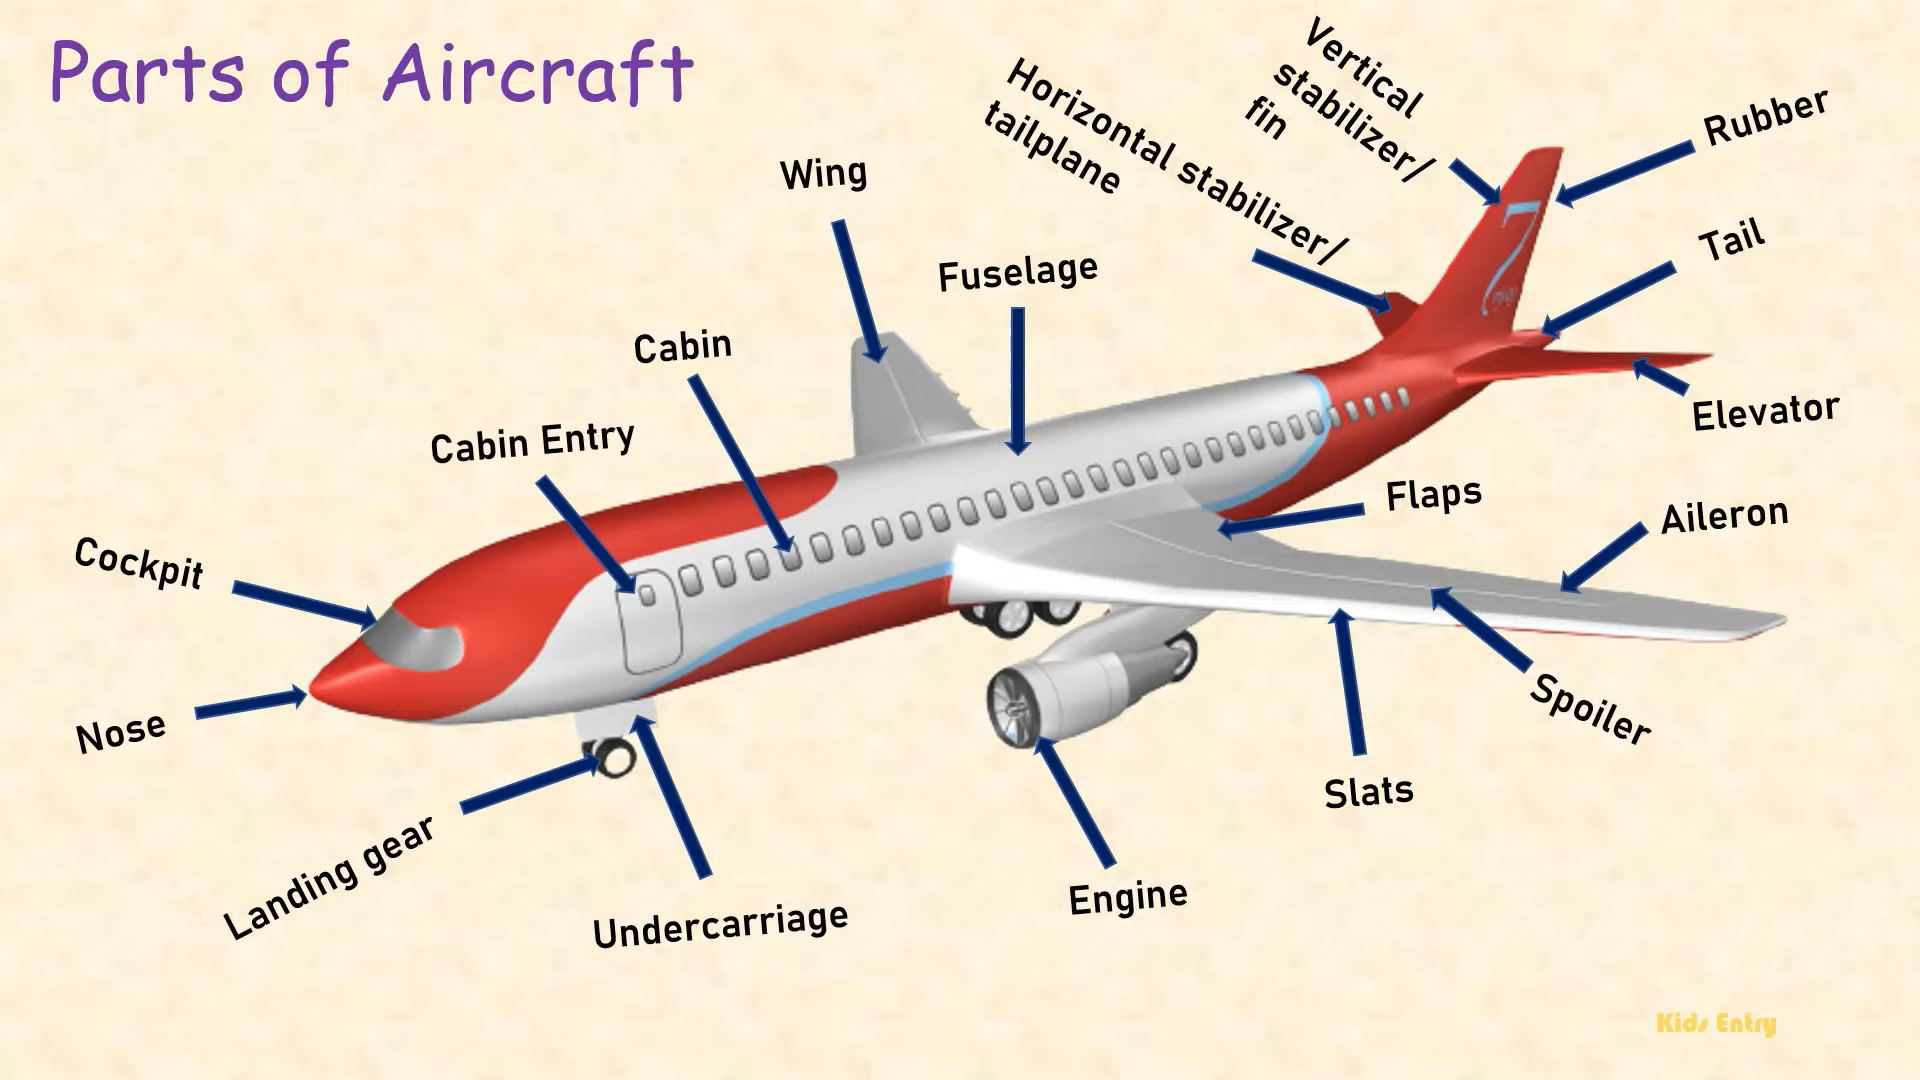 Parts of Aircraft
Vertical
stabilizer/
fin
Horizontal stabilizer/
tailplane
Rubber
Wing
Tail
Fuselage
Cabin
Elevator
Cabin Entry
Flaps
Aileron
Cockpit
Nose
Spoiler
Slats
Landing gear
Engine
Undercarriage
Kids Entry
7